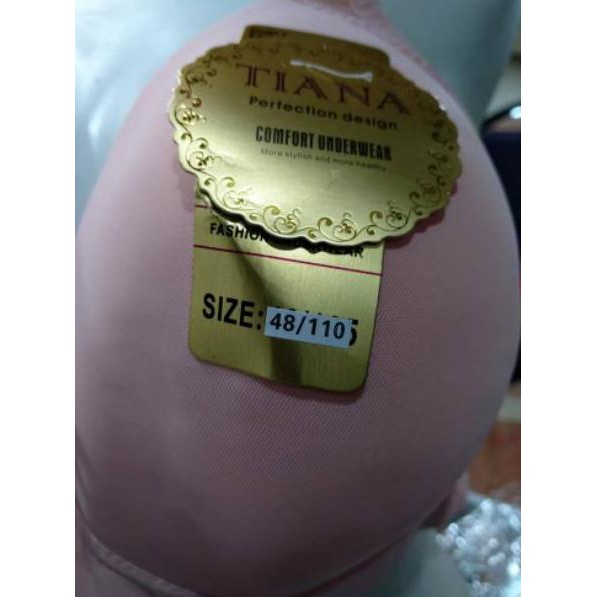 TIANA
Perfection design
COMFORT UNDERWEAR
More stylish and more healthy
SIZE: 48/110